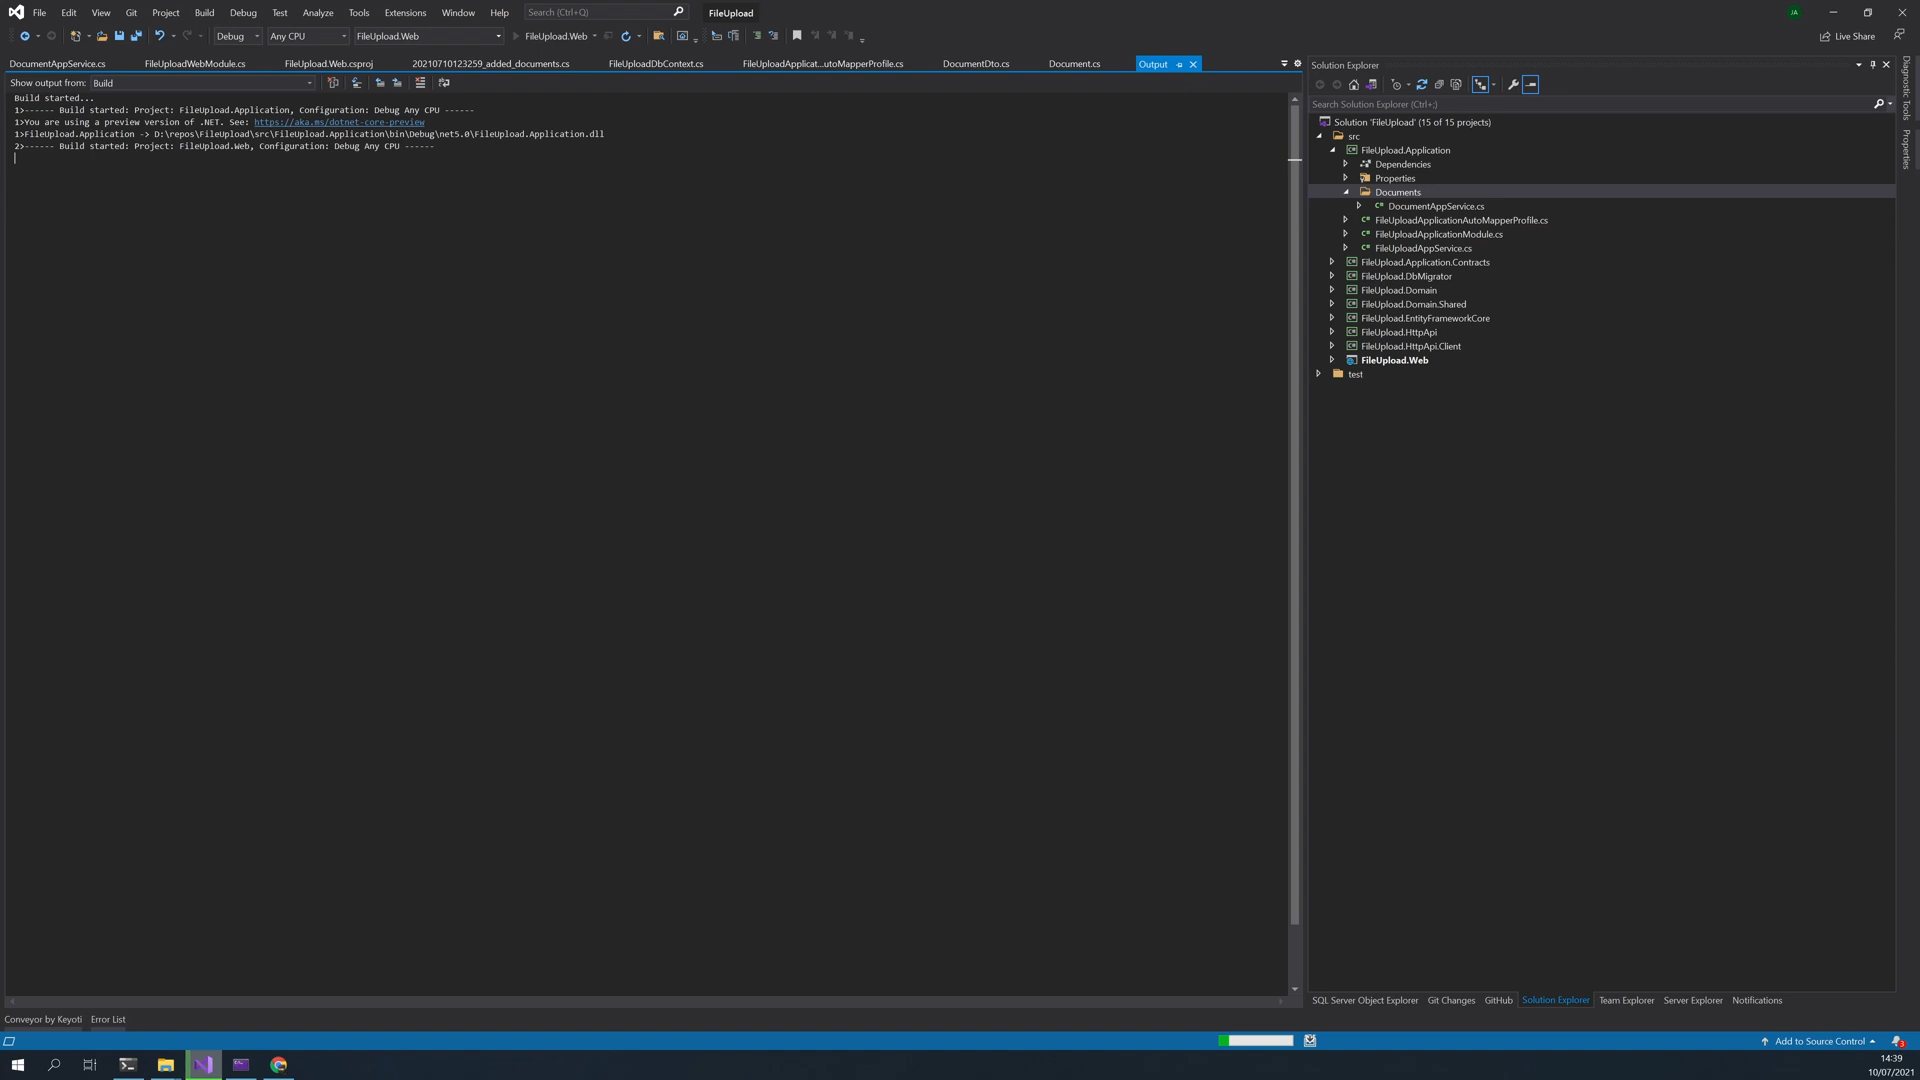 File Edit View Git Project Build Debug Test Analyze Tools Extensions Window Help Search (Ctrl+Q) FileUpload JA
Debug Any CPU FileUpload.Web FileUpload.Web Live Share
DocumentAppService.cs FileUploadWebModule.cs FileUpload.Web.csproj 20210710123259_added_documents.cs FileUploadDbContext.cs FileUploadApplicat...utoMapperProfile.cs DocumentDto.cs Document.cs Output
Show output from: Build
Build started...
1>------ Build started: Project: FileUpload.Application, Configuration: Debug Any CPU ------
1>You are using a preview version of .NET. See: https://aka.ms/dotnet-core-preview
1>FileUpload.Application -> D:\repos\FileUpload\src\FileUpload.Application\bin\Debug\net5.0\FileUpload.Application.dll
2>------ Build started: Project: FileUpload.Web, Configuration: Debug Any CPU ------
Solution Explorer
Search Solution Explorer (Ctrl+;)
Solution 'FileUpload' (15 of 15 projects)
src
FileUpload.Application
Dependencies
Properties
Documents
DocumentAppService.cs
FileUploadApplicationAutoMapperProfile.cs
FileUploadApplicationModule.cs
FileUploadAppService.cs
FileUpload.Application.Contracts
FileUpload.DbMigrator
FileUpload.Domain
FileUpload.Domain.Shared
FileUpload.EntityFrameworkCore
FileUpload.HttpApi
FileUpload.HttpApi.Client
FileUpload.Web
test
Diagnostic Tools
Properties
SQL Server Object Explorer Git Changes GitHub Solution Explorer Team Explorer Server Explorer Notifications
Conveyor by Keyoti Error List
Add to Source Control 3
14:39
10/07/2021